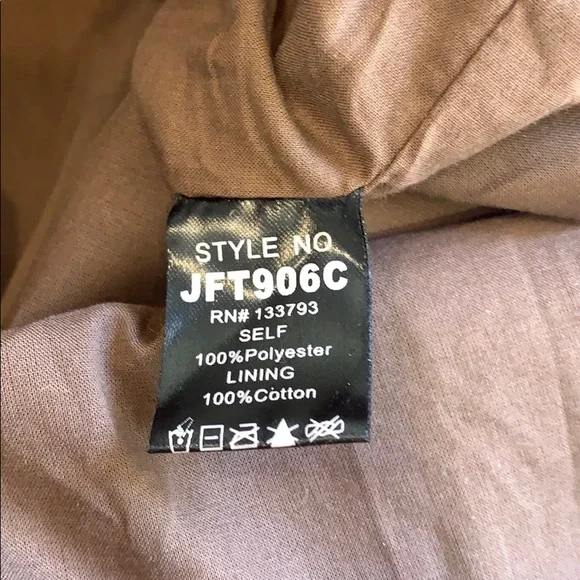 STYLE NO
JFT906C
RN# 133793
SELF
100%Polyester
LINING
100%Cotton